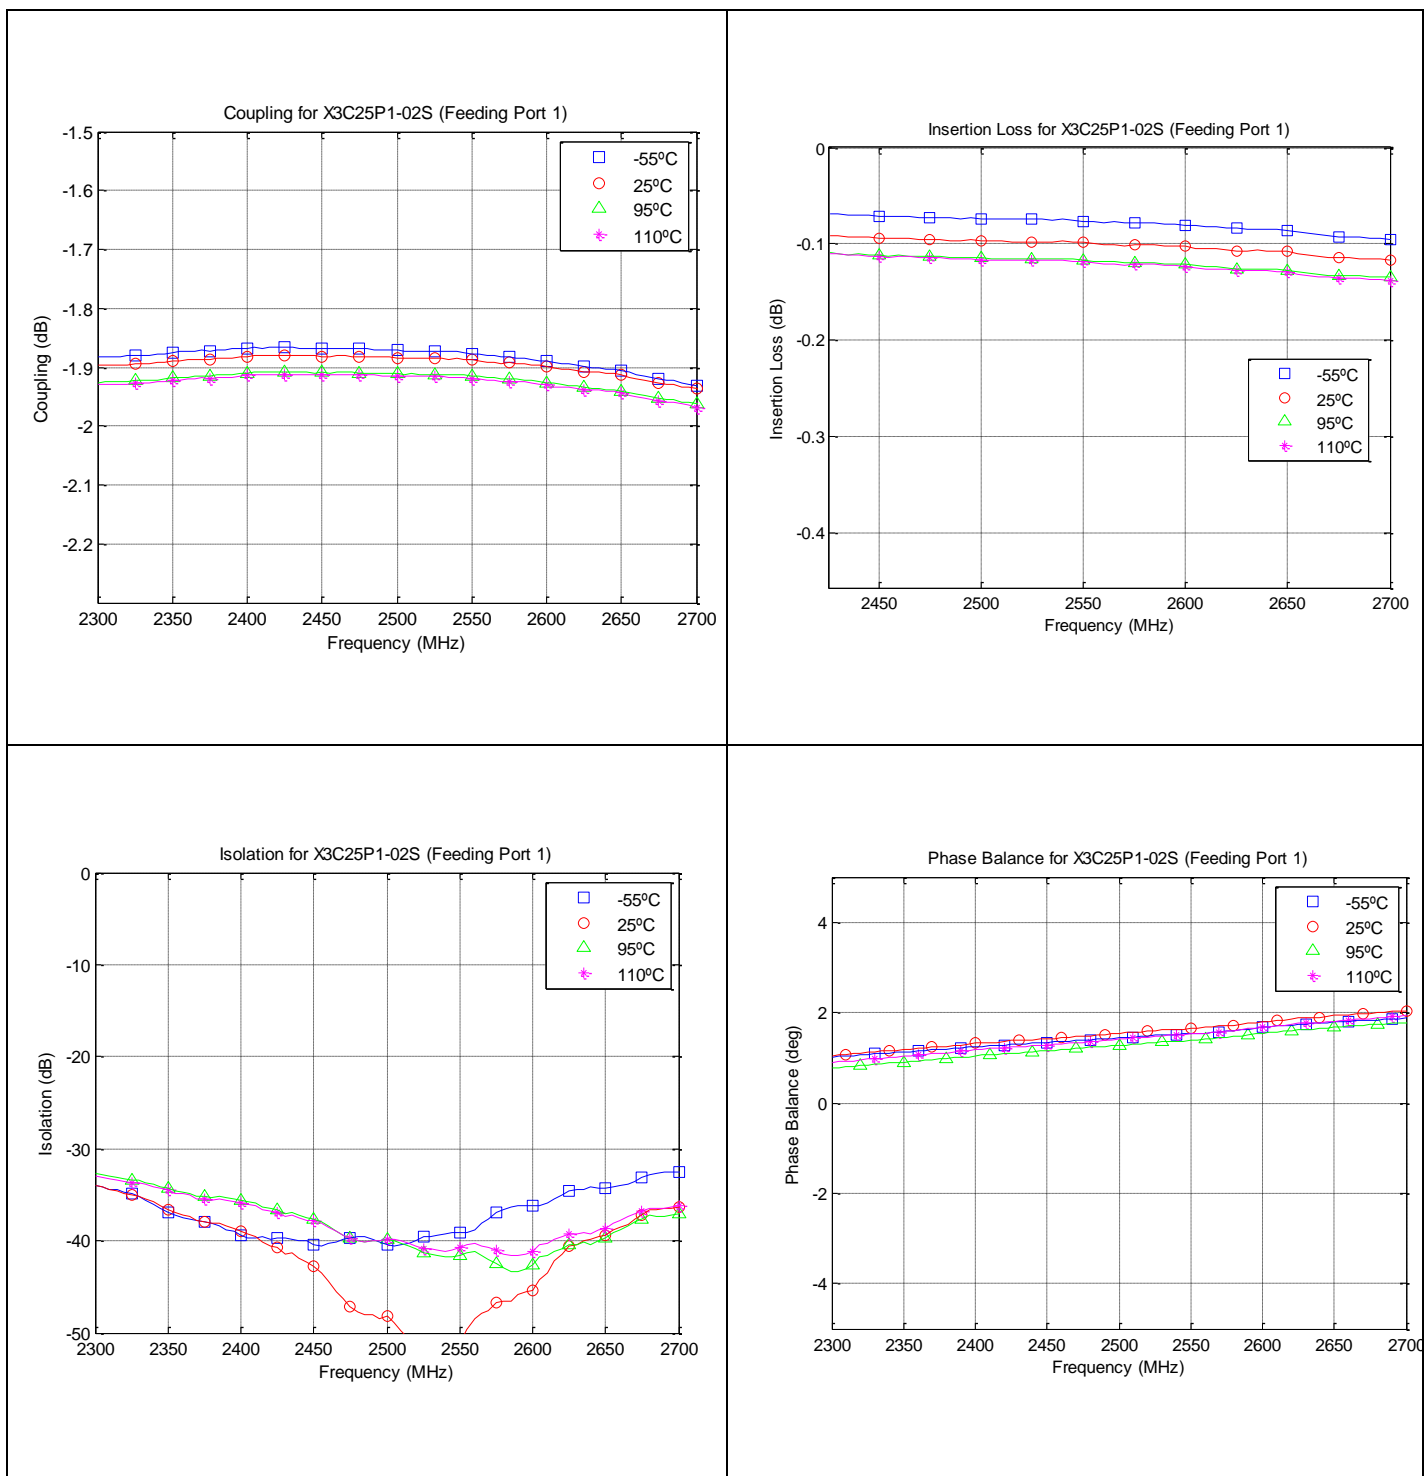 Coupling for X3C25P1-02S (Feeding Port 1)
-1.5
-1.6
-1.7
-1.8
-1.9
-2
-2.1
-2.2
Coupling (dB)
-55ºC
25ºC
95ºC
110ºC
2300 2350 2400 2450 2500 2550 2600 2650 2700
Frequency (MHz)
Insertion Loss for X3C25P1-02S (Feeding Port 1)
0
-0.1
-0.2
-0.3
-0.4
Insertion Loss (dB)
-55ºC
25ºC
95ºC
110ºC
2450 2500 2550 2600 2650 2700
Frequency (MHz)
Isolation for X3C25P1-02S (Feeding Port 1)
0
-10
-20
-30
-40
-50
Isolation (dB)
-55ºC
25ºC
95ºC
110ºC
2300 2350 2400 2450 2500 2550 2600 2650 2700
Frequency (MHz)
Phase Balance for X3C25P1-02S (Feeding Port 1)
4
2
0
-2
-4
Phase Balance (deg)
-55ºC
25ºC
95ºC
110ºC
2300 2350 2400 2450 2500 2550 2600 2650 2700
Frequency (MHz)